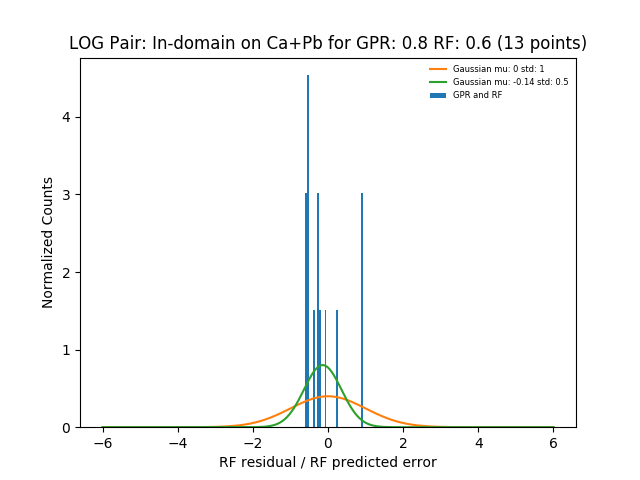 LOG Pair: In-domain on Ca+Pb for GPR: 0.8 RF: 0.6 (13 points)
Gaussian mu: 0 std: 1
Gaussian mu: -0.14 std: 0.5
GPR and RF
Normalized Counts
4
3
2
1
0
−6 −4 −2 0 2 4 6
RF residual / RF predicted error